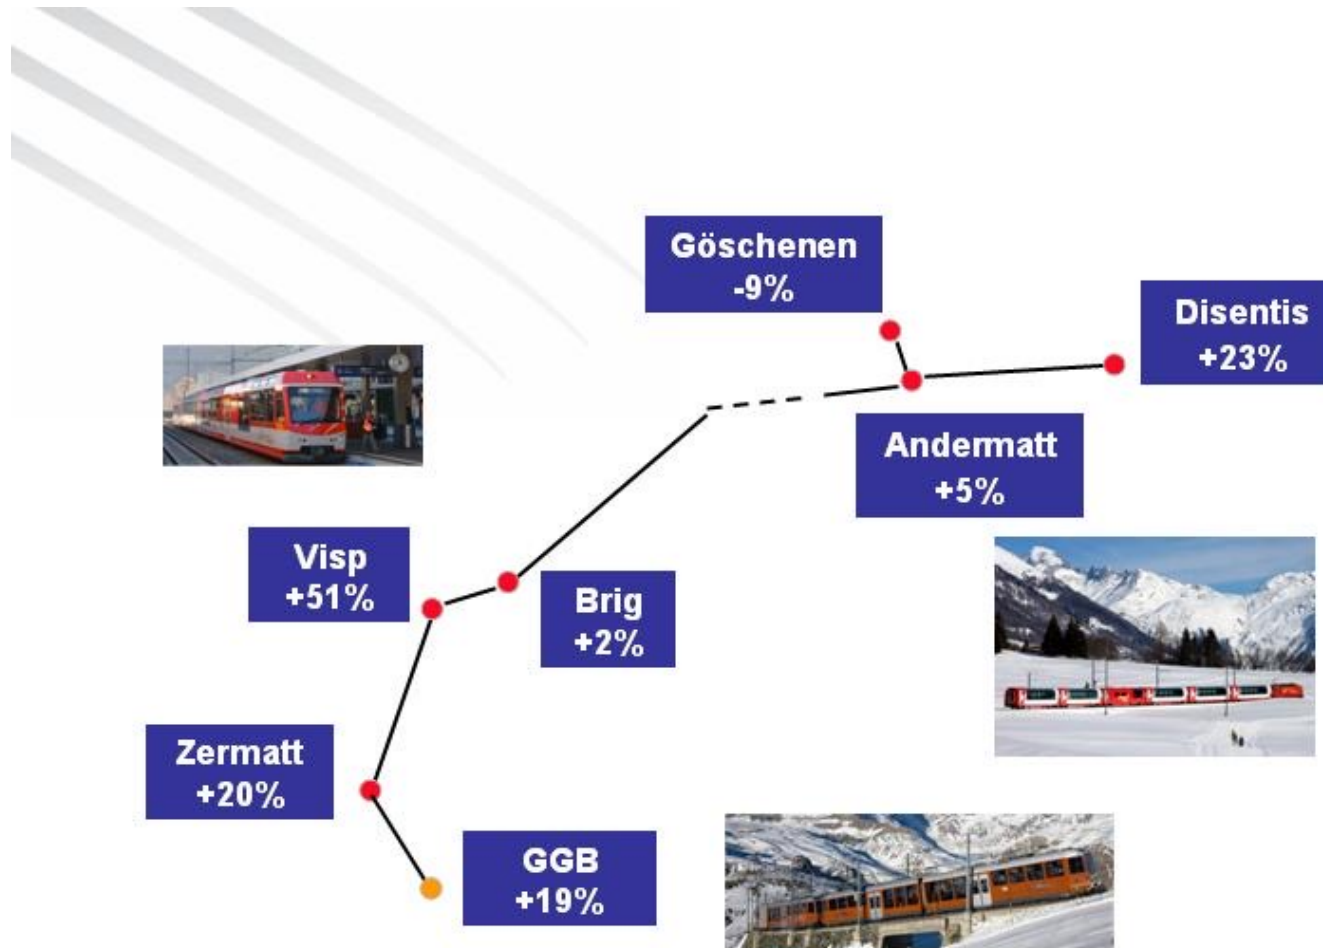 Göschenen
-9%
Disentis
+23%
Andermatt
+5%
Visp
+51%
Brig
+2%
Zermatt
+20%
GGB
+19%